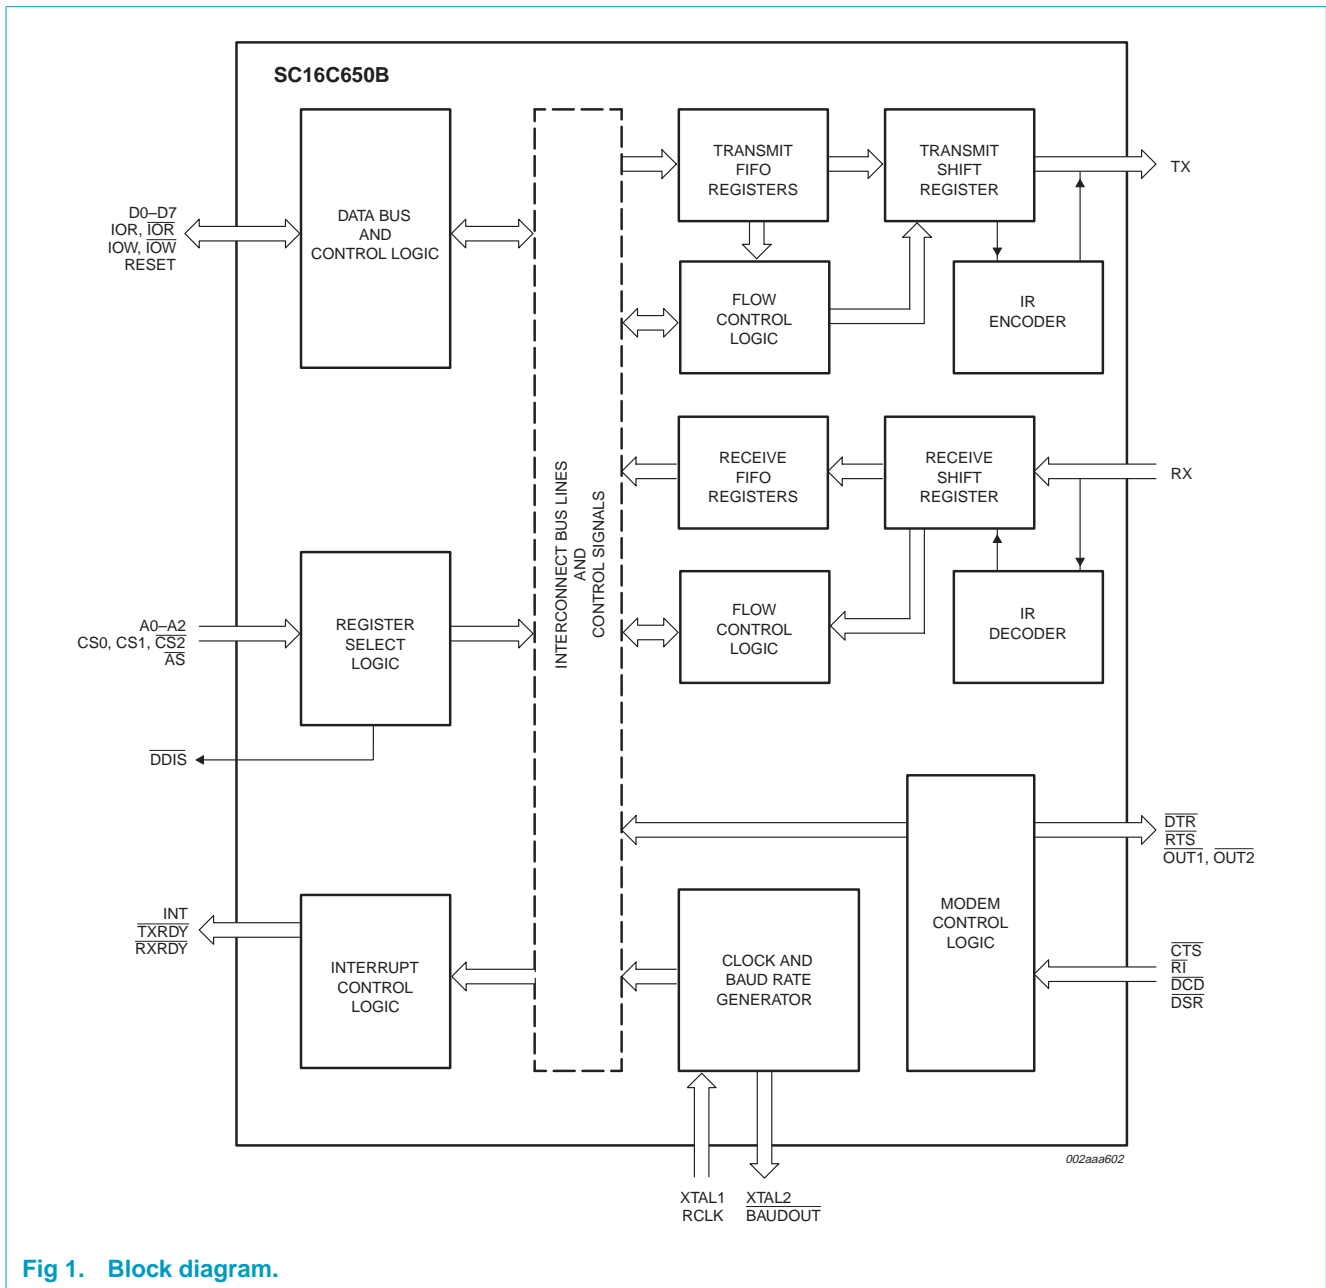 SC16C650B
D0–D7
IOR, IOR
IOW, IOW
RESET
DATA BUS
AND
CONTROL LOGIC
TRANSMIT
FIFO
REGISTERS
TRANSMIT
SHIFT
REGISTER
TX
FLOW
CONTROL
LOGIC
IR
ENCODER
INTERCONNECT BUS LINES
AND
CONTROL SIGNALS
RECEIVE
FIFO
REGISTERS
RECEIVE
SHIFT
REGISTER
RX
FLOW
CONTROL
LOGIC
IR
DECODER
A0–A2
CS0, CS1, CS2
AS
REGISTER
SELECT
LOGIC
DDIS
DTR
RTS
OUT1, OUT2
MODEM
CONTROL
LOGIC
CTS
RI
DCD
DSR
INT
TXRDY
RXRDY
INTERRUPT
CONTROL
LOGIC
CLOCK AND
BAUD RATE
GENERATOR
XTAL1
RCLK
XTAL2
BAUDOUT
002aaa602
Fig 1. Block diagram.